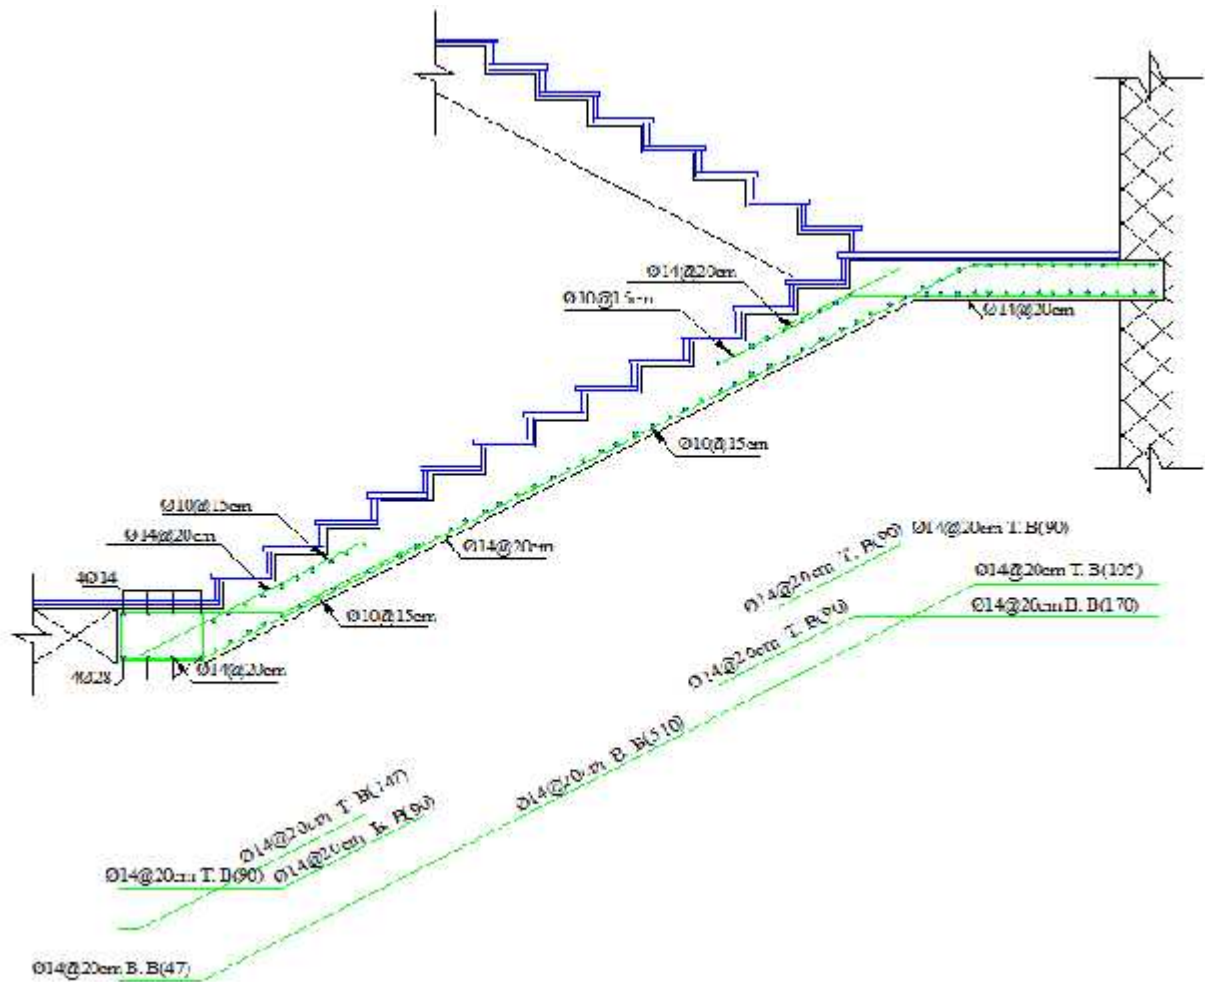 Ø14@20cm
Ø10@15cm
Ø14@20cm
Ø10@15cm
Ø10@15cm
Ø14@20cm
Ø14@20cm
4Ø14
Ø10@15cm
Ø14@20cm
4Ø28
Ø14@20cm T. B(90)
Ø14@20cm T. B(90)
Ø14@20cm T. B(105)
Ø14@20cm T. B(90)
Ø14@20cm B. B(170)
Ø14@20cm B. B(510)
Ø14@20cm T. B(147)
Ø14@20cm B. B(90)
Ø14@20cm T. B(90)
Ø14@20cm B. B(47)